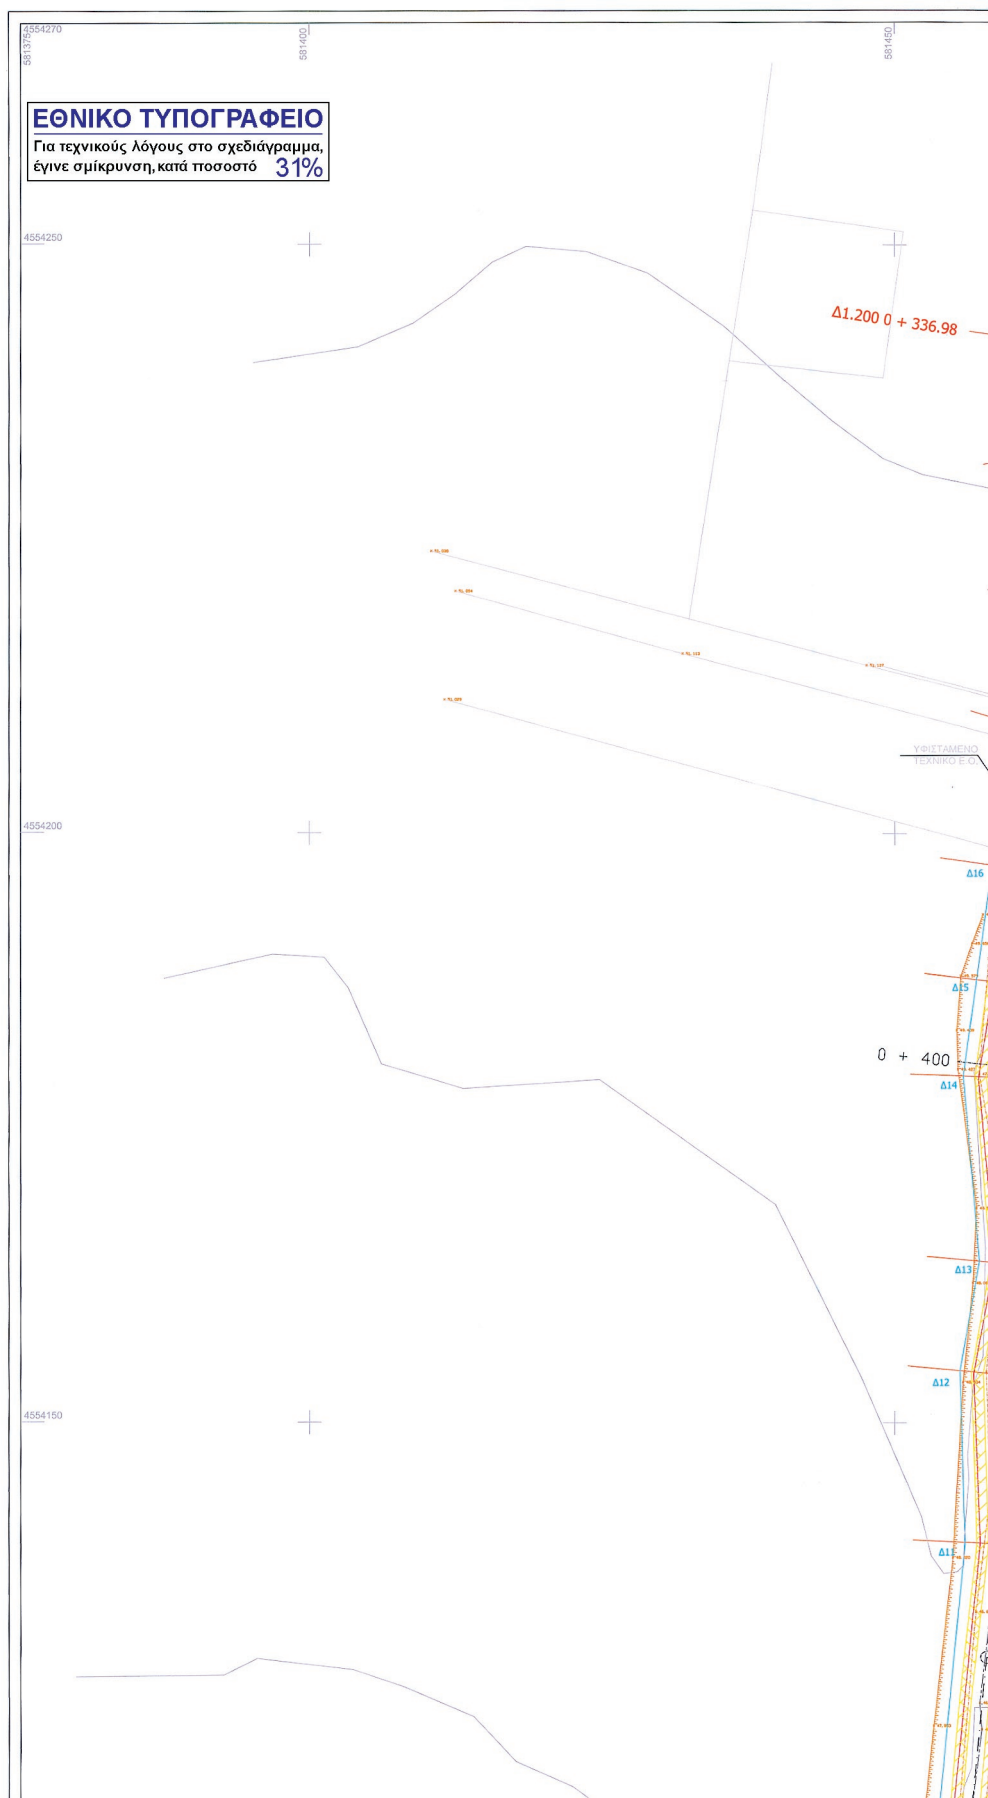 4554270
581375
581400
581450
ΕΘΝΙΚΟ ΤΥΠΟΓΡΑΦΕΙΟ
Για τεχνικούς λόγους στο σχεδιάγραμμα,
έγινε σμίκρυνση, κατά ποσοστό 31%
4554250
Δ1.200 0 + 336.98
ΥΦΙΣΤΑΜΕΝΟ
ΤΕΧΝΙΚΟ Ε.Ο.
4554200
Δ16
Δ15
0 + 400
Δ14
Δ13
Δ12
4554150
Δ11